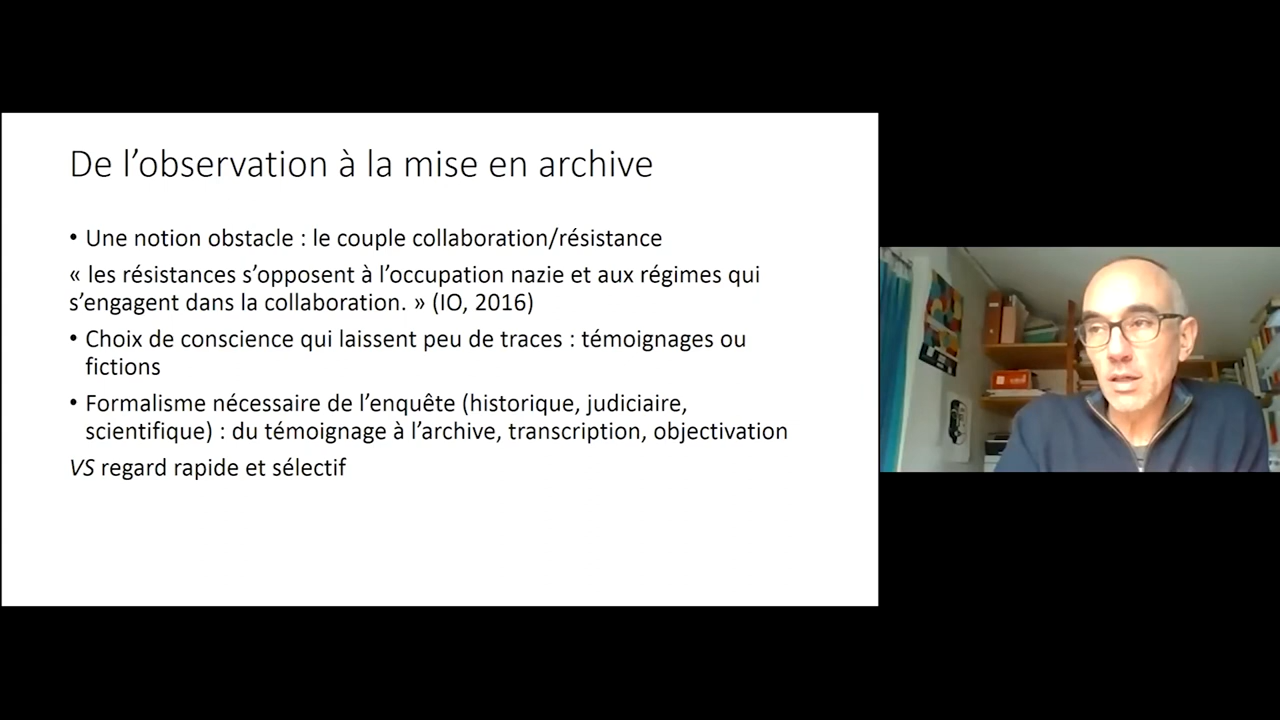 De l’observation à la mise en archive
• Une notion obstacle : le couple collaboration/résistance
« les résistances s’opposent à l’occupation nazie et aux régimes qui
s’engagent dans la collaboration. » (IO, 2016)
• Choix de conscience qui laissent peu de traces : témoignages ou
fictions
• Formalisme nécessaire de l’enquête (historique, judiciaire,
scientifique) : du témoignage à l’archive, transcription, objectivation
VS regard rapide et sélectif